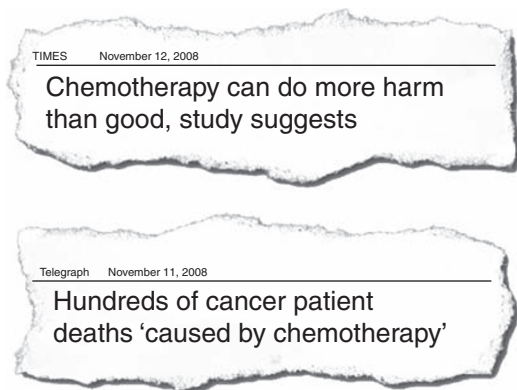 TIMES November 12, 2008
Chemotherapy can do more harm
than good, study suggests
Telegraph November 11, 2008
Hundreds of cancer patient
deaths ‘caused by chemotherapy’